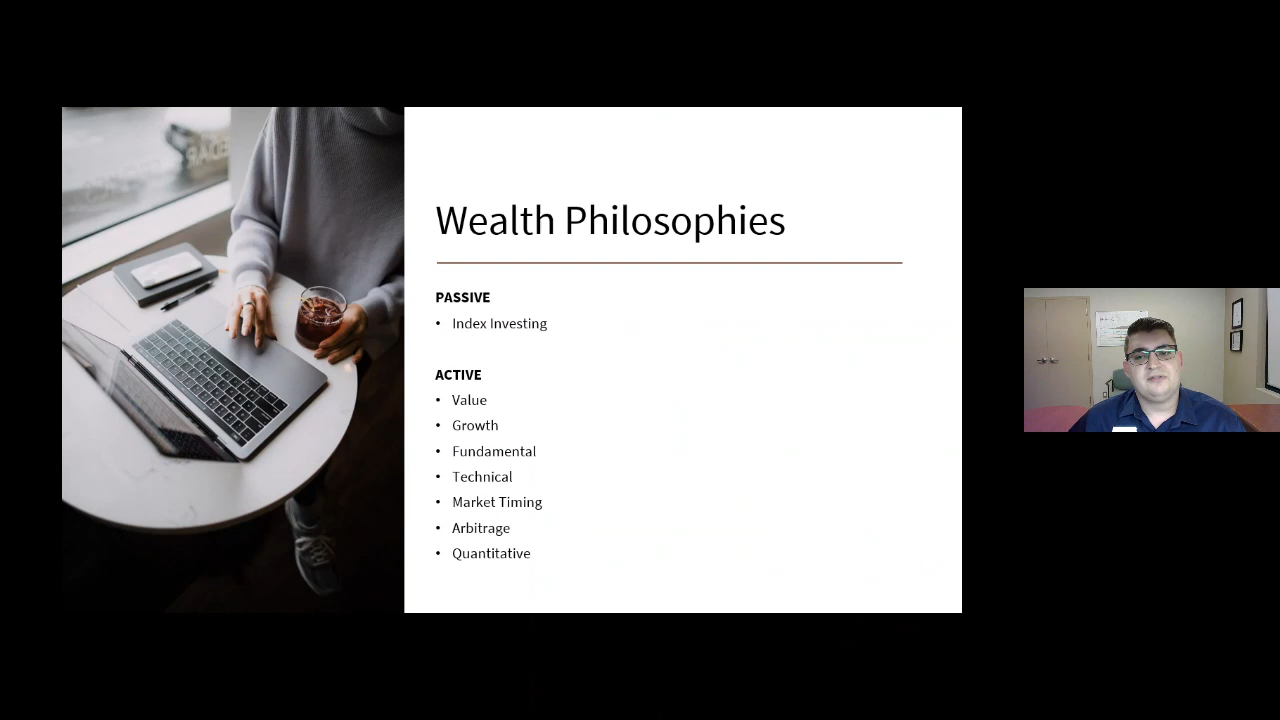 Wealth Philosophies
PASSIVE
• Index Investing
ACTIVE
• Value
• Growth
• Fundamental
• Technical
• Market Timing
• Arbitrage
• Quantitative